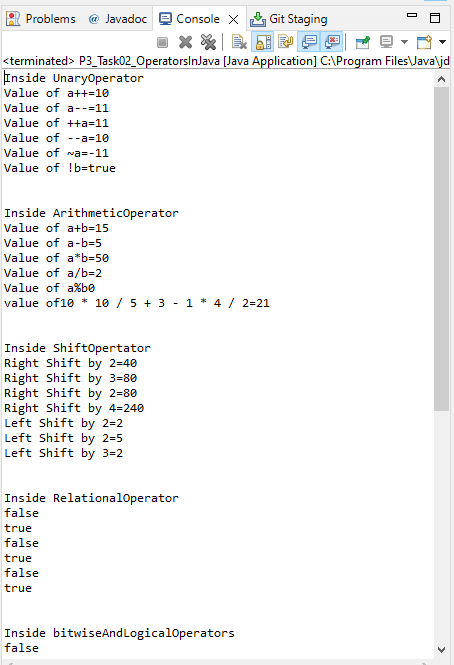 Problems @ Javadoc Console Git Staging
<terminated> P3_Task02_OperatorsInJava [Java Application] C:\Program Files\Java\jd
Inside UnaryOperator
Value of a++=10
Value of a--=11
Value of ++a=11
Value of --a=10
Value of ~a=-11
Value of !b=true
Inside ArithmeticOperator
Value of a+b=15
Value of a-b=5
Value of a*b=50
Value of a/b=2
Value of a%b0
value of10 * 10 / 5 + 3 - 1 * 4 / 2=21
Inside ShiftOpertator
Right Shift by 2=40
Right Shift by 3=80
Right Shift by 2=80
Right Shift by 4=240
Left Shift by 2=2
Left Shift by 2=5
Left Shift by 3=2
Inside RelationalOperator
false
true
false
true
false
true
Inside bitwiseAndLogicalOperators
false